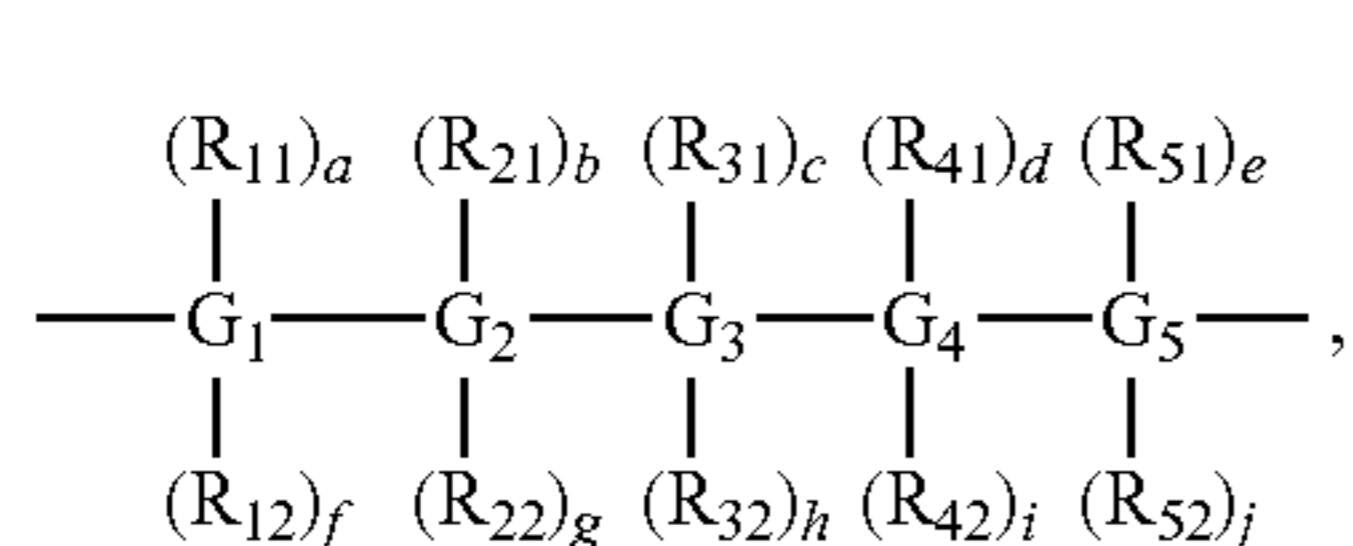 (R₁₁)ₐ (R₂₁)b (R₃₁)c (R₄₁)d (R₅₁)ₑ
G₁ G₂ G₃ G₄ G₅ ,
(R₁₂)f (R₂₂)g (R₃₂)h (R₄₂)i (R₅₂)j